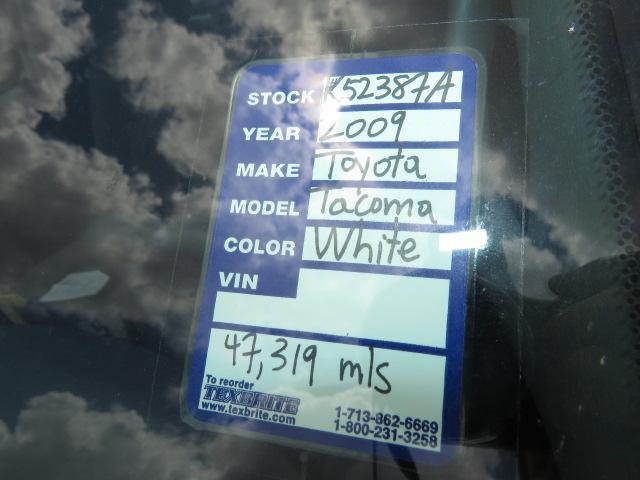 STOCK # K52387A
YEAR 2009
MAKE Toyota
MODEL Tacoma
COLOR White
VIN
47,319 mls
To reorder
TEXBRITE 1-713-862-6669
www.texbrite.com 1-800-231-3258